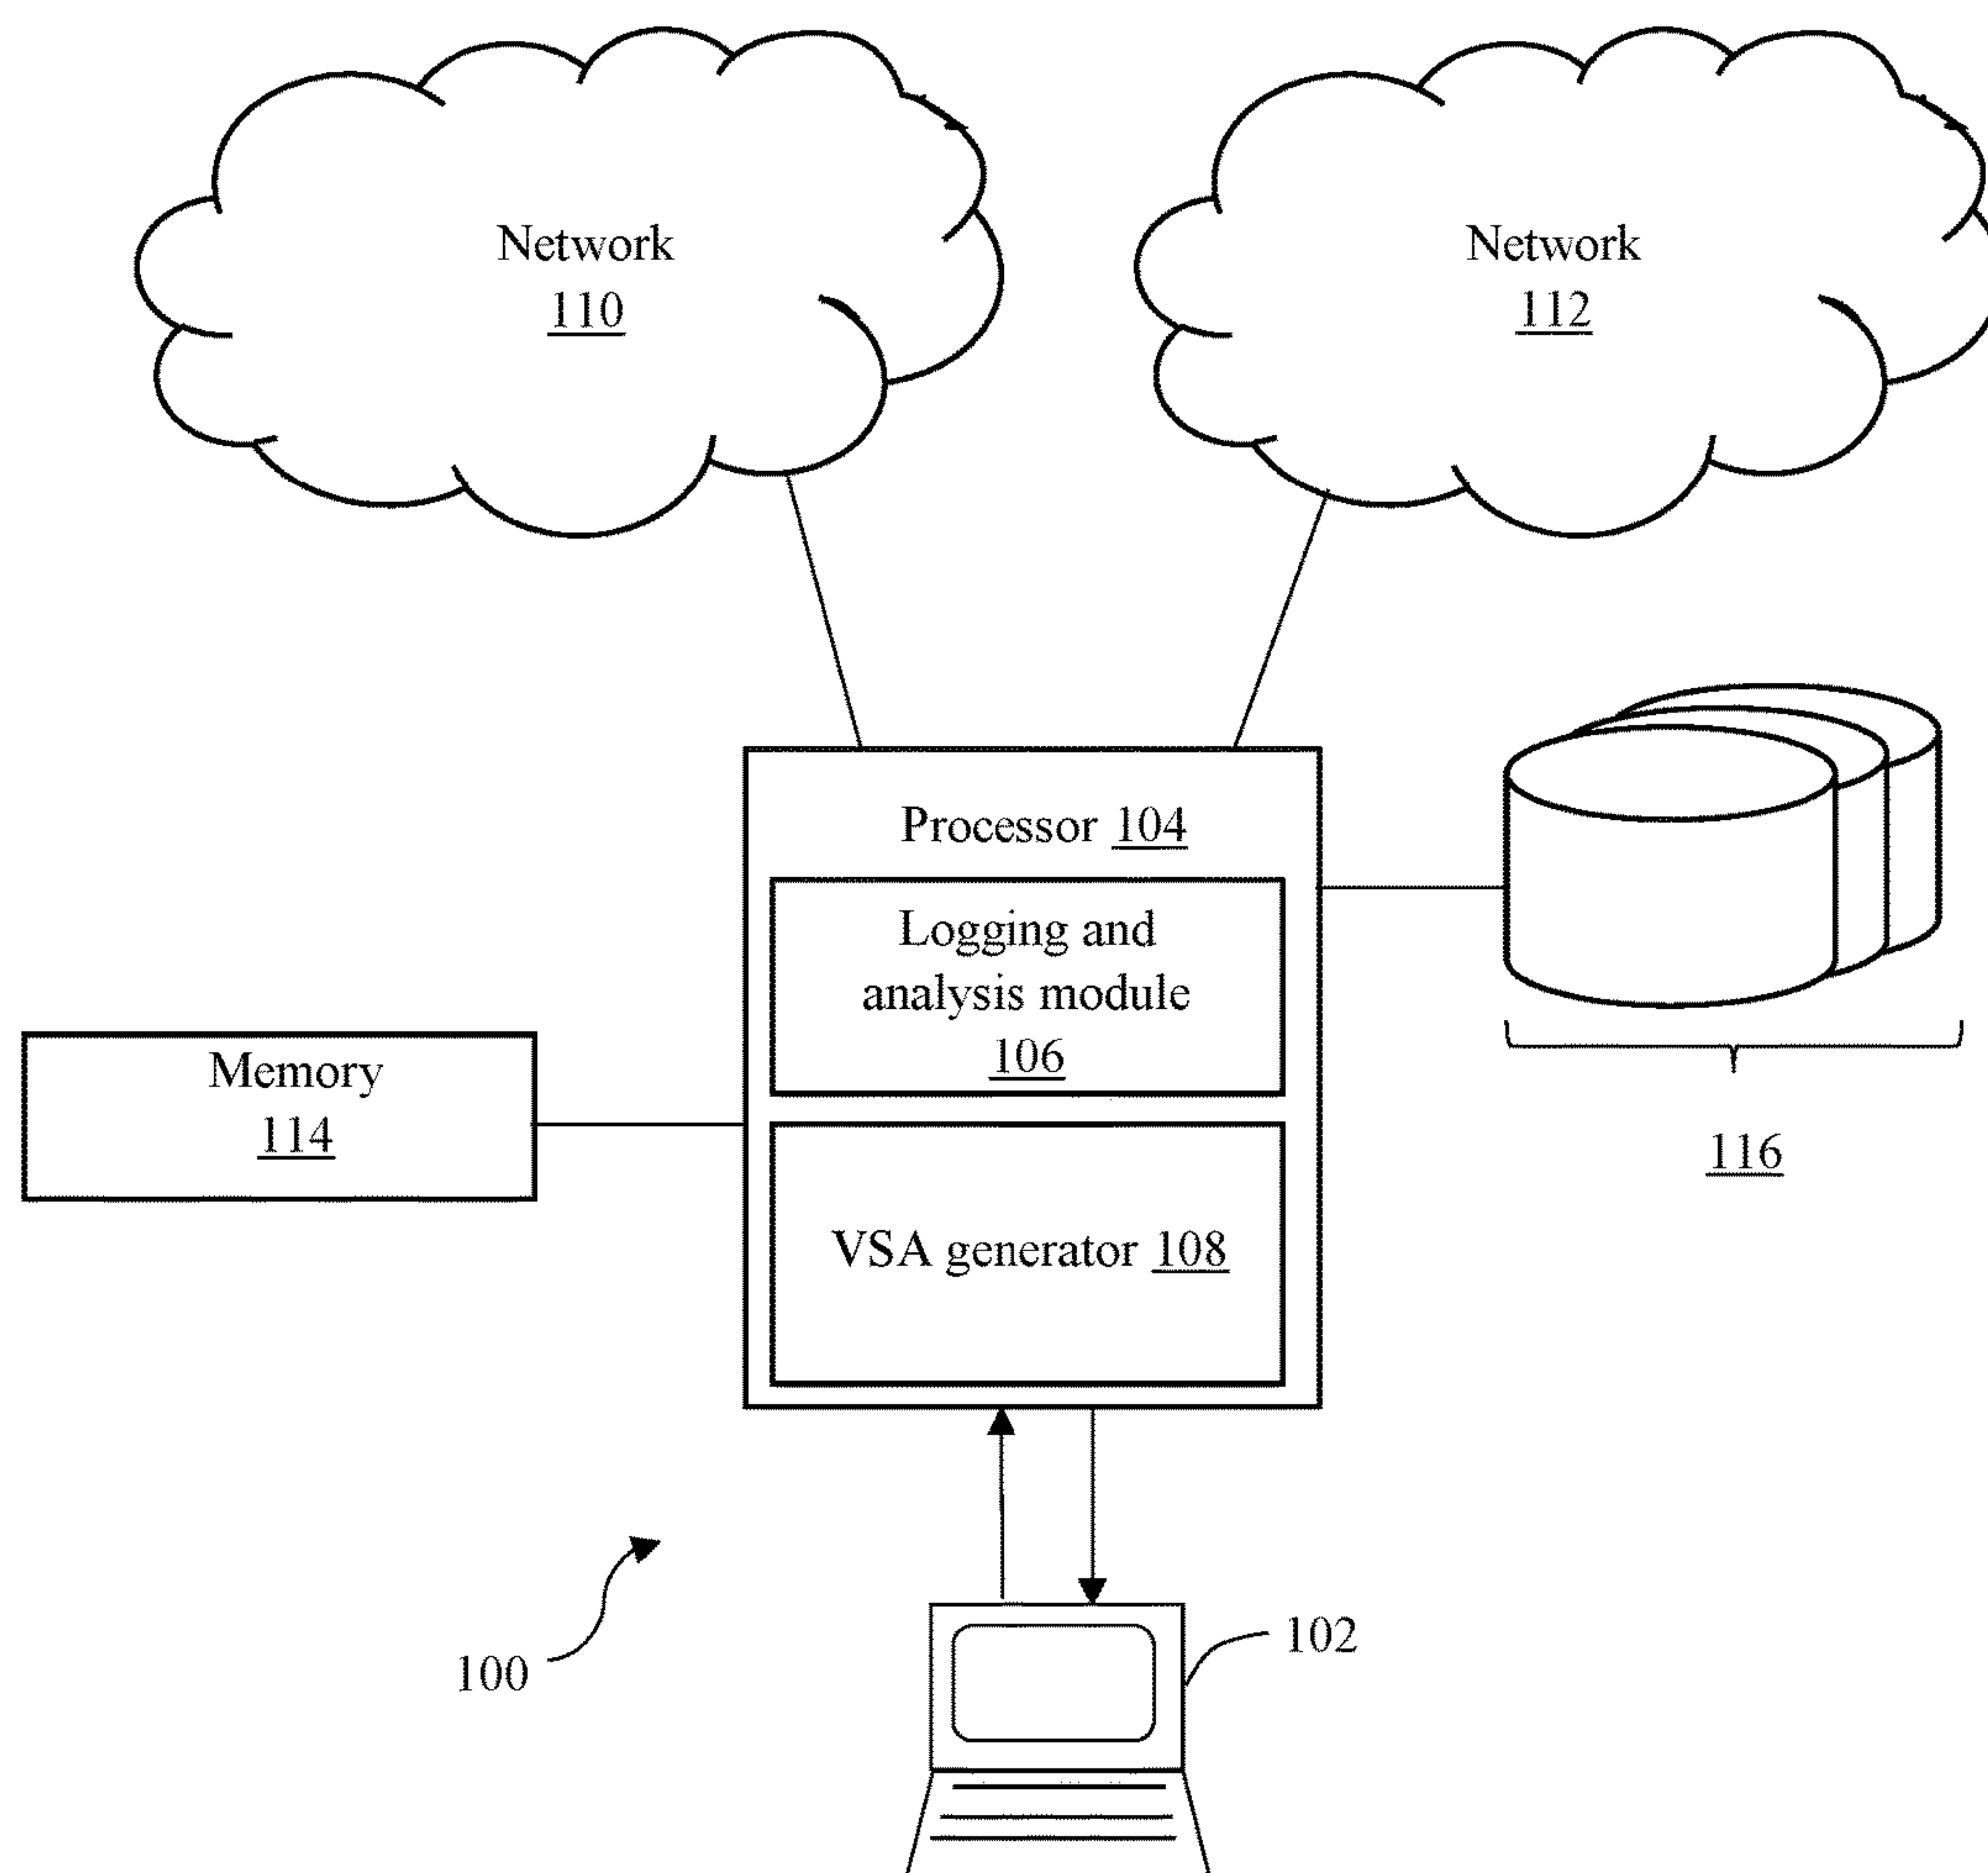 Network
110
Network
112
Processor 104
Logging and
analysis module
106
Memory
114
116
VSA generator 108
100
102